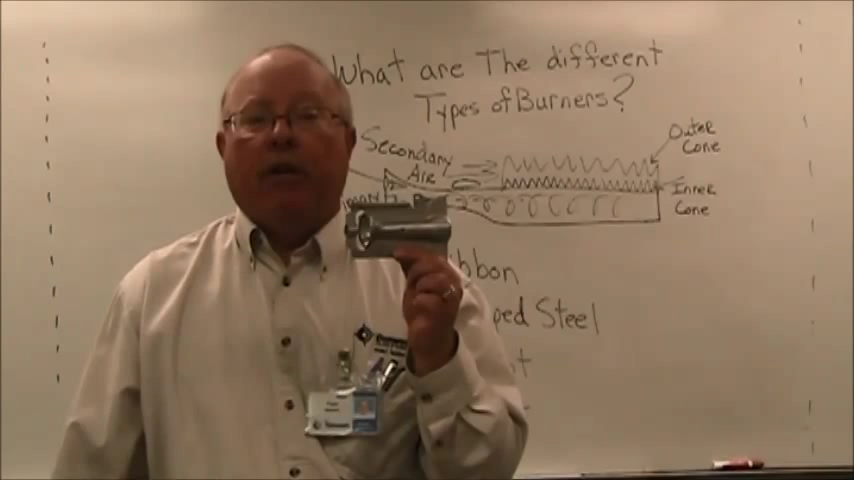 What are The different
Types of Burners?
Secondary
Air
Outer
Cone
Inner
Cone
bbon
ped Steel